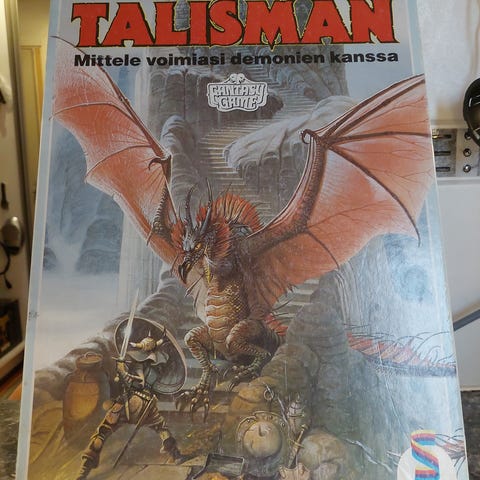 TALISMAN
Mittele voimiasi demonien kanssa
FANTASY
GAME
S